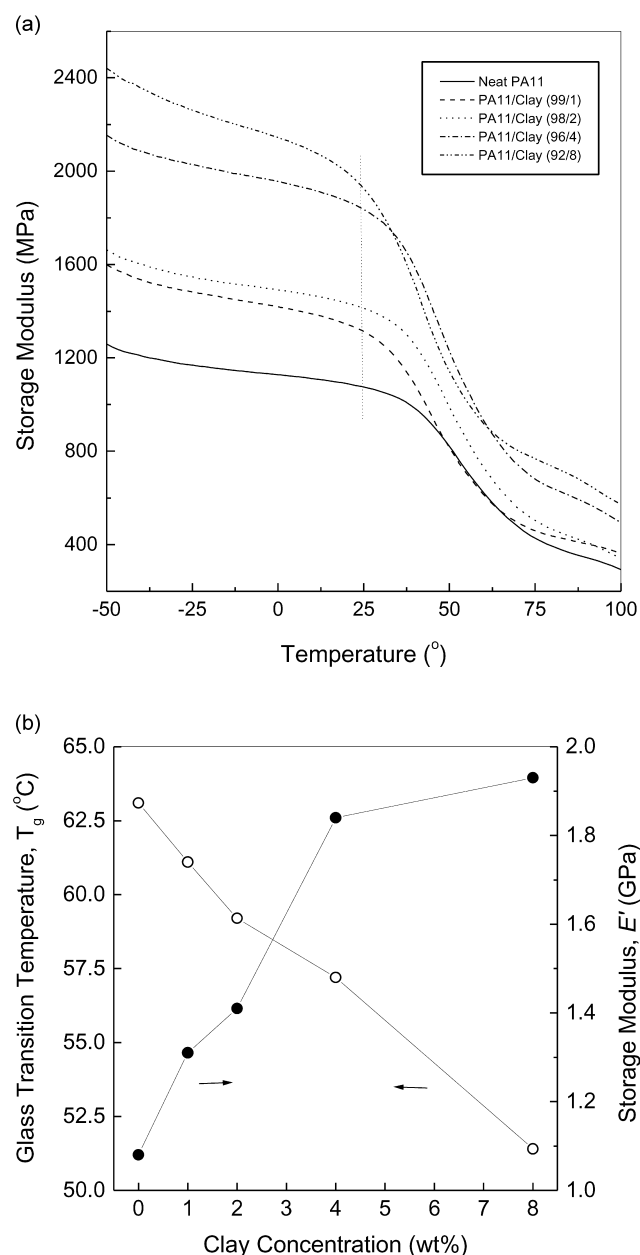 (a)
2400
2000
1600
1200
800
400
Storage Modulus (MPa)
Neat PA11
PA11/Clay (99/1)
PA11/Clay (98/2)
PA11/Clay (96/4)
PA11/Clay (92/8)
-50 -25 0 25 50 75 100
Temperature (°)
(b)
65.0
62.5
60.0
57.5
55.0
52.5
50.0
Glass Transition Temperature, Tg (°C)
2.0
1.8
1.6
1.4
1.2
1.0
Storage Modulus, E' (GPa)
0 1 2 3 4 5 6 7 8
Clay Concentration (wt%)